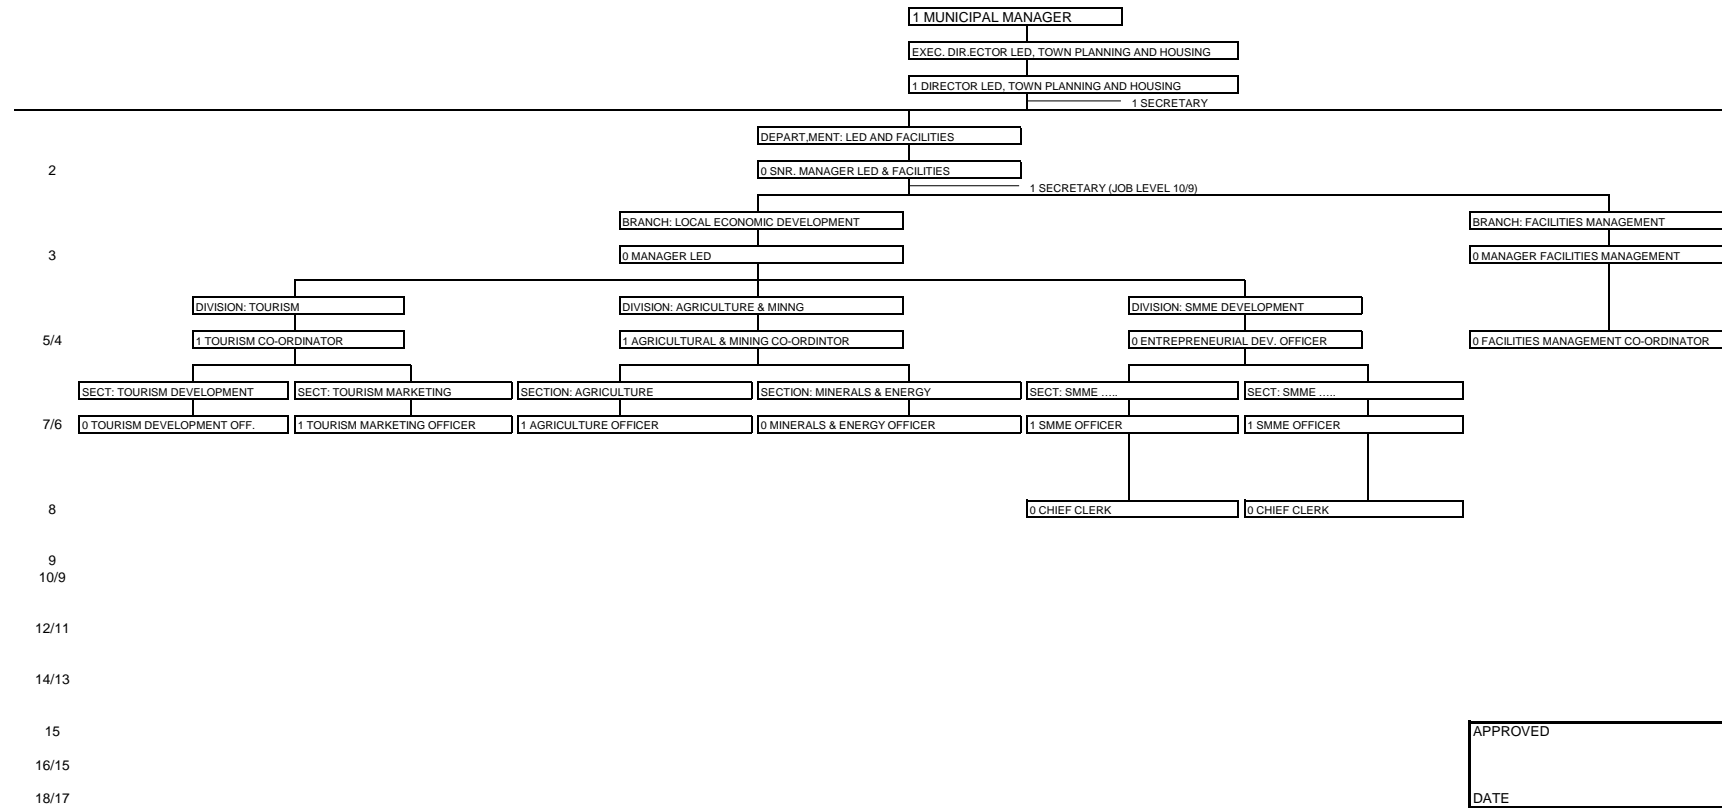 1 MUNICIPAL MANAGER
EXEC. DIR.ECTOR LED, TOWN PLANNING AND HOUSING
1 DIRECTOR LED, TOWN PLANNING AND HOUSING
1 SECRETARY
DEPART,MENT: LED AND FACILITIES
2
0 SNR. MANAGER LED & FACILITIES
1 SECRETARY (JOB LEVEL 10/9)
BRANCH: LOCAL ECONOMIC DEVELOPMENT
BRANCH: FACILITIES MANAGEMENT
3
0 MANAGER LED
0 MANAGER FACILITIES MANAGEMENT
DIVISION: TOURISM
DIVISION: AGRICULTURE & MINNG
DIVISION: SMME DEVELOPMENT
5/4
1 TOURISM CO-ORDINATOR
1 AGRICULTURAL & MINING CO-ORDINTOR
0 ENTREPRENEURIAL DEV. OFFICER
0 FACILITIES MANAGEMENT CO-ORDINATOR
SECT: TOURISM DEVELOPMENT
SECT: TOURISM MARKETING
SECTION: AGRICULTURE
SECTION: MINERALS & ENERGY
SECT: SMME …..
SECT: SMME …..
7/6
0 TOURISM DEVELOPMENT OFF.
1 TOURISM MARKETING OFFICER
1 AGRICULTURE OFFICER
0 MINERALS & ENERGY OFFICER
1 SMME OFFICER
1 SMME OFFICER
8
0 CHIEF CLERK
0 CHIEF CLERK
9
10/9
12/11
14/13
15
APPROVED
16/15
18/17
DATE